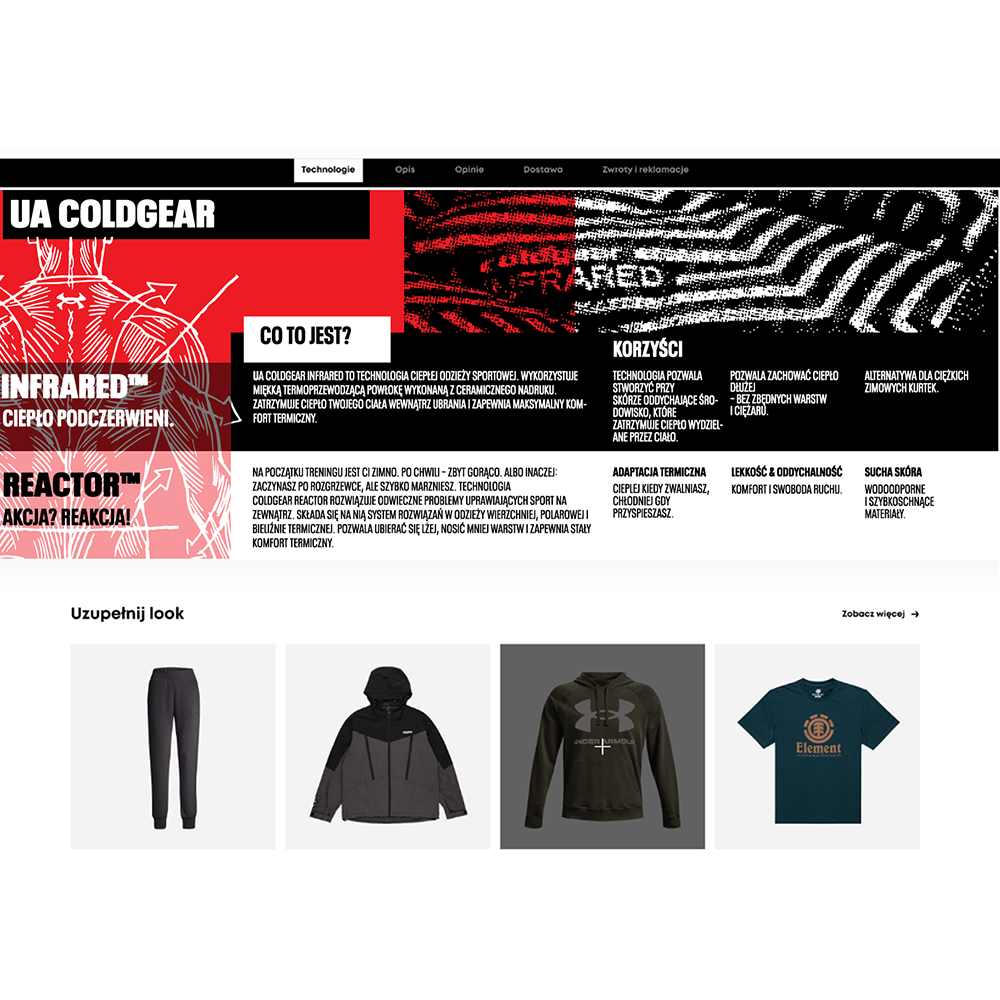 Technologie Opis Opinie Dostawa Zwroty i reklamacje
UA COLDGEAR
INFRARED
CO TO JEST?
UA COLDGEAR INFRARED TO TECHNOLOGIA CIEPŁEJ ODZIEŻY SPORTOWEJ. WYKORZYSTUJE
MIĘKKĄ TERMOPRZEWODZĄCĄ POWŁOKĘ WYKONANĄ Z CERAMICZNEGO NADRUKU.
ZATRZYMUJE CIEPŁO TWOJEGO CIAŁA WEWNĄTRZ UBRANIA I ZAPEWNIA MAKSYMALNY KOM-
FORT TERMICZNY.
KORZYŚCI
TECHNOLOGIA POZWALA
STWORZYĆ PRZY
SKÓRZE ODDYCHAJĄCE ŚRO-
DOWISKO, KTÓRE
ZATRZYMUJE CIEPŁO WYDZIEL-
ANE PRZEZ CIAŁO.
POZWALA ZACHOWAĆ CIEPŁO
DŁUŻEJ
– BEZ ZBĘDNYCH WARSTW
I CIĘŻARU.
ALTERNATYWA DLA CIĘŻKICH
ZIMOWYCH KURTEK.
INFRARED™
CIEPŁO PODCZERWIENI.
REACTOR™
AKCJA? REAKCJA!
NA POCZĄTKU TRENINGU JEST CI ZIMNO. PO CHWILI – ZBYT GORĄCO. ALBO INACZEJ:
ZACZYNASZ PO ROZGRZEWCE, ALE SZYBKO MARZNIESZ. TECHNOLOGIA
COLDGEAR REACTOR ROZWIĄZUJE ODWIECZNE PROBLEMY UPRAWIAJĄCYCH SPORT NA
ZEWNĄTRZ. SKŁADA SIĘ NA NIĄ SYSTEM ROZWIĄZAŃ W ODZIEŻY WIERZCHNIEJ, POLAROWEJ I
BIELIŹNIE TERMICZNEJ. POZWALA UBIERAĆ SIĘ LŻEJ, NOSIĆ MNIEJ WARSTW I ZAPEWNIA STAŁY
KOMFORT TERMICZNY.
ADAPTACJA TERMICZNA
CIEPLEJ KIEDY ZWALNIASZ,
CHŁODNIEJ GDY
PRZYSPIESZASZ.
LEKKOŚĆ & ODDYCHALNOŚĆ
KOMFORT I SWOBODA RUCHU.
SUCHA SKÓRA
WODOODPORNE
I SZYBKOSCHNĄCE
MATERIAŁY.
Uzupełnij look
Zobacz więcej →
UNDER ARMOUR
Element